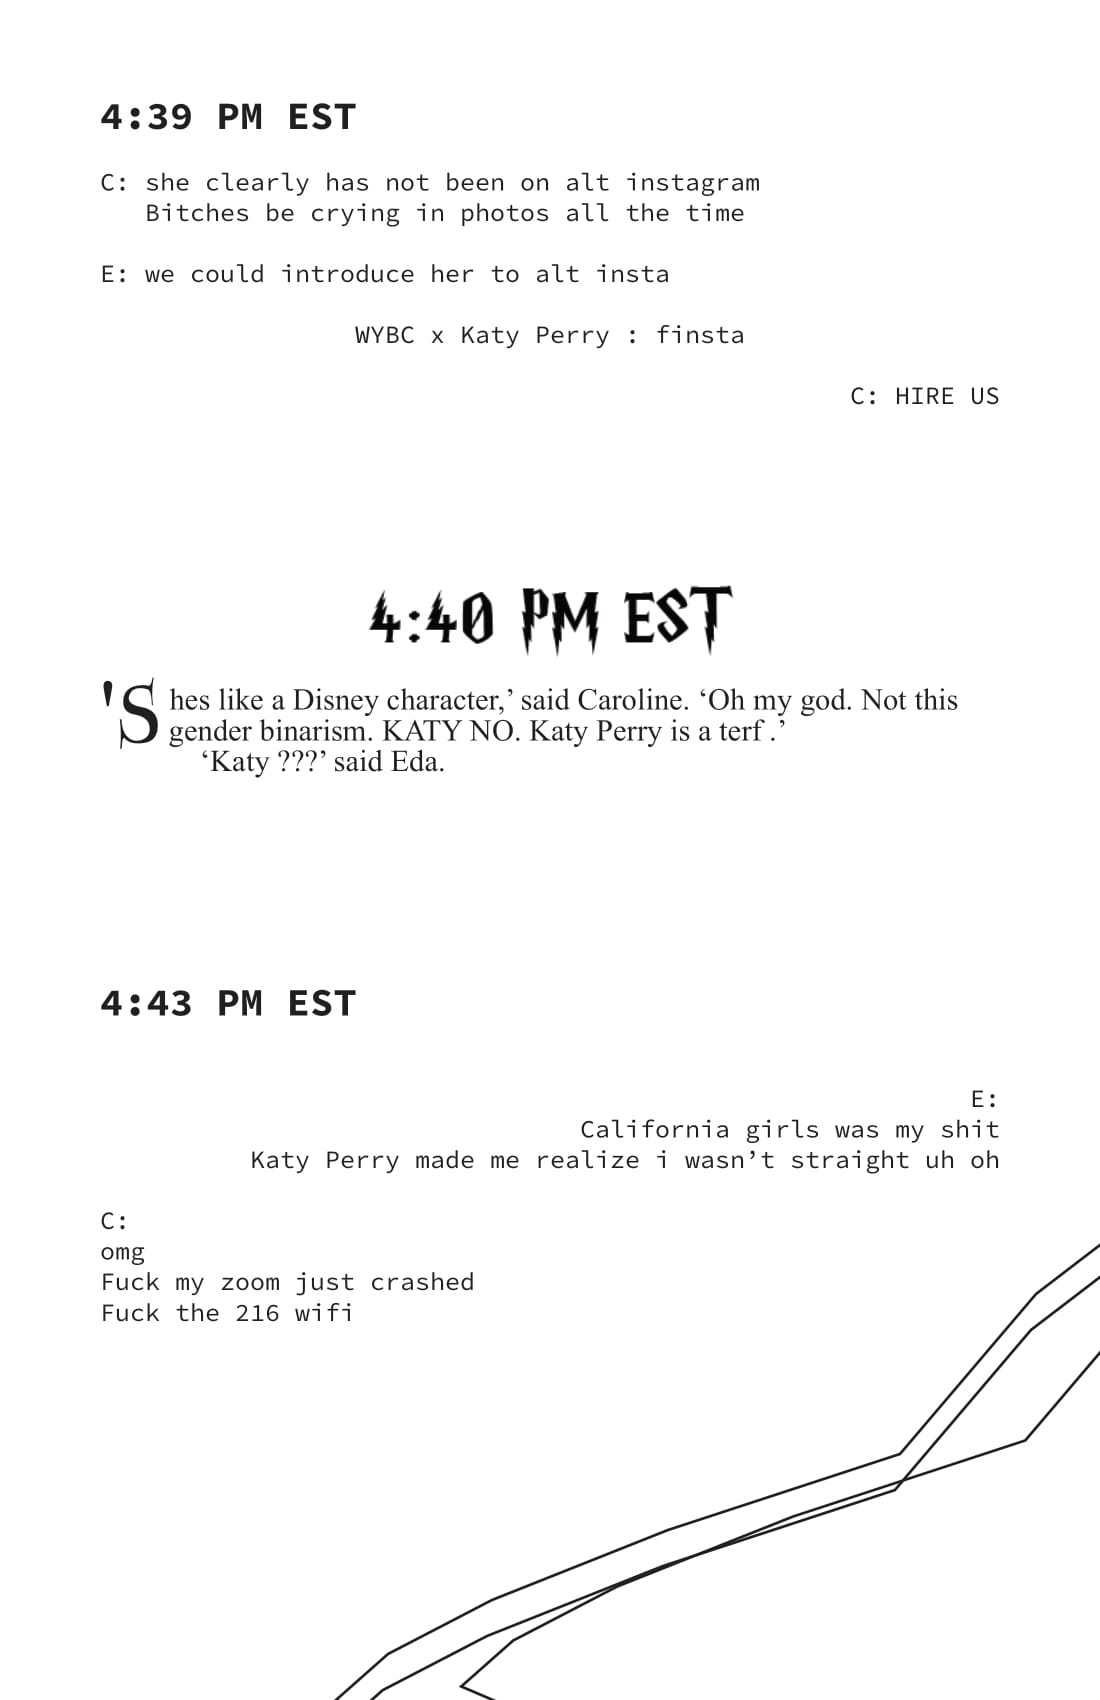 4:39 PM EST
C: she clearly has not been on alt instagram
Bitches be crying in photos all the time
E: we could introduce her to alt insta
WYBC x Katy Perry : finsta
C: HIRE US
4:40 PM EST
'Shes like a Disney character,’ said Caroline. ‘Oh my god. Not this
gender binarism. KATY NO. Katy Perry is a terf .’
‘Katy ???’ said Eda.
4:43 PM EST
E:
California girls was my shit
Katy Perry made me realize i wasn’t straight uh oh
C:
omg
Fuck my zoom just crashed
Fuck the 216 wifi